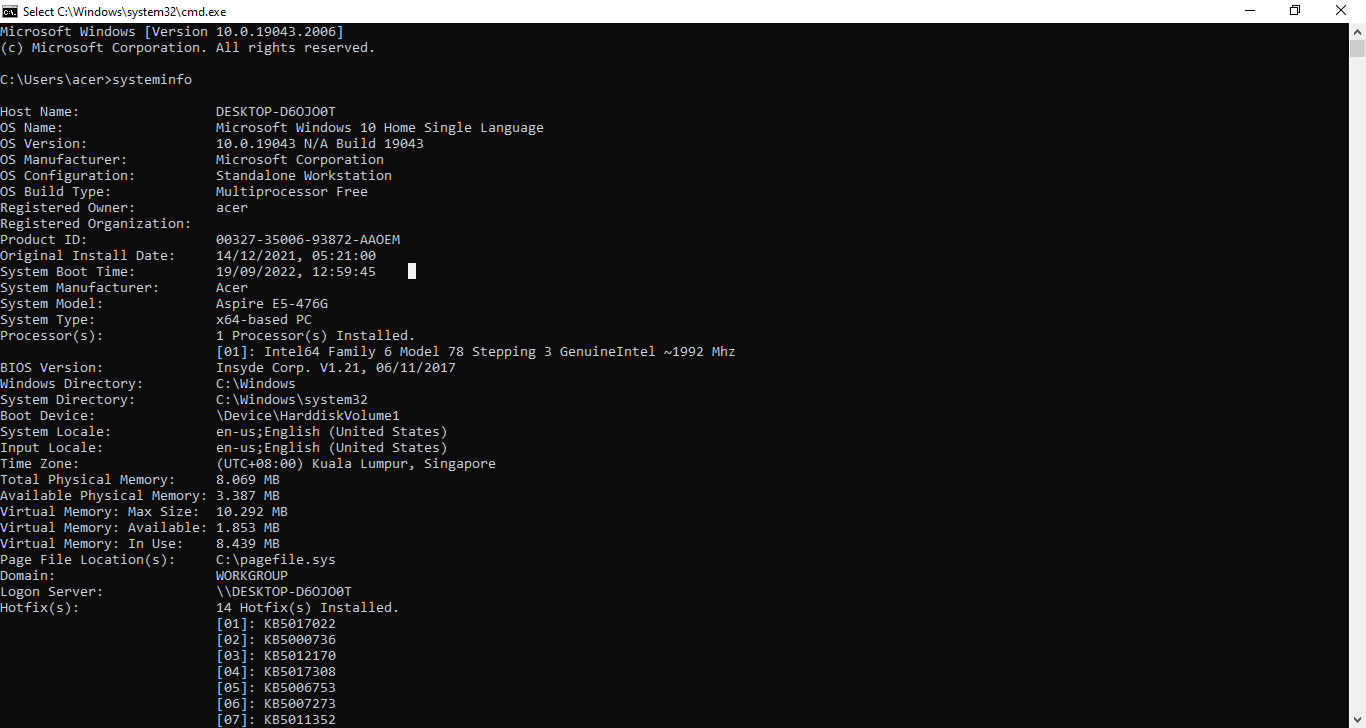 Select C:\Windows\system32\cmd.exe
Microsoft Windows [Version 10.0.19043.2006]
(c) Microsoft Corporation. All rights reserved.
C:\Users\acer>systeminfo
Host Name: DESKTOP-D6OJO0T
OS Name: Microsoft Windows 10 Home Single Language
OS Version: 10.0.19043 N/A Build 19043
OS Manufacturer: Microsoft Corporation
OS Configuration: Standalone Workstation
OS Build Type: Multiprocessor Free
Registered Owner: acer
Registered Organization:
Product ID: 00327-35006-93872-AAOEM
Original Install Date: 14/12/2021, 05:21:00
System Boot Time: 19/09/2022, 12:59:45
System Manufacturer: Acer
System Model: Aspire E5-476G
System Type: x64-based PC
Processor(s): 1 Processor(s) Installed.
[01]: Intel64 Family 6 Model 78 Stepping 3 GenuineIntel ~1992 Mhz
BIOS Version: Insyde Corp. V1.21, 06/11/2017
Windows Directory: C:\Windows
System Directory: C:\Windows\system32
Boot Device: \Device\HarddiskVolume1
System Locale: en-us;English (United States)
Input Locale: en-us;English (United States)
Time Zone: (UTC+08:00) Kuala Lumpur, Singapore
Total Physical Memory: 8.069 MB
Available Physical Memory: 3.387 MB
Virtual Memory: Max Size: 10.292 MB
Virtual Memory: Available: 1.853 MB
Virtual Memory: In Use: 8.439 MB
Page File Location(s): C:\pagefile.sys
Domain: WORKGROUP
Logon Server: \\DESKTOP-D6OJO0T
Hotfix(s): 14 Hotfix(s) Installed.
[01]: KB5017022
[02]: KB5000736
[03]: KB5012170
[04]: KB5017308
[05]: KB5006753
[06]: KB5007273
[07]: KB5011352